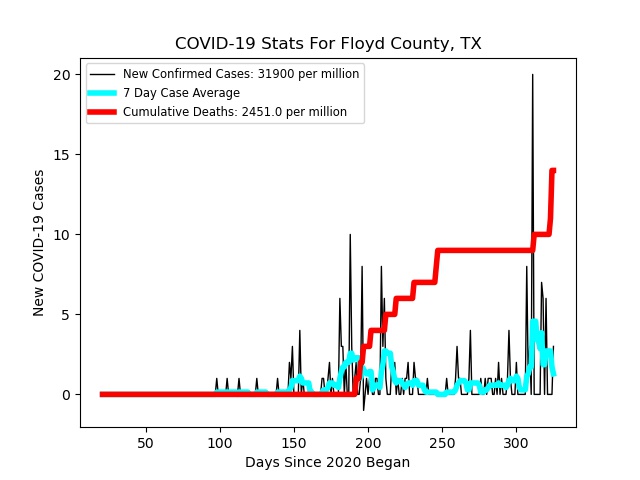 COVID-19 Stats For Floyd County, TX
New Confirmed Cases: 31900 per million
7 Day Case Average
Cumulative Deaths: 2451.0 per million
New COVID-19 Cases
20
15
10
5
0
50 100 150 200 250 300
Days Since 2020 Began